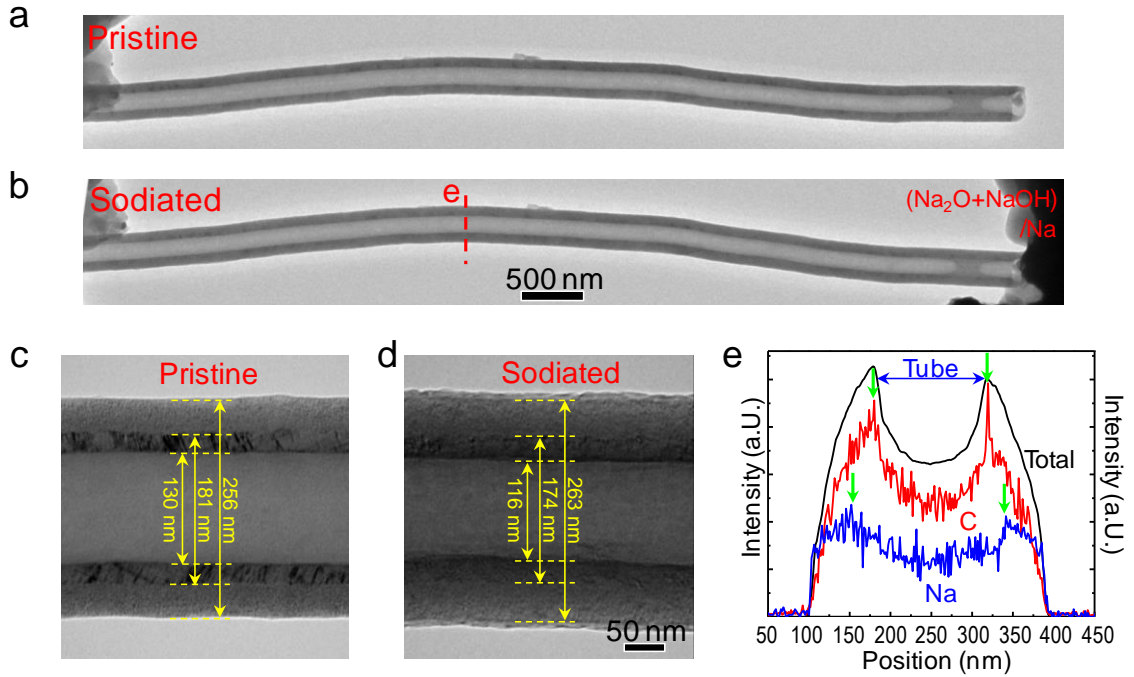 a
Pristine
b
Sodiated
e
(Na₂O+NaOH)
/Na
500 nm
c
Pristine
130 nm
181 nm
256 nm
d
Sodiated
116 nm
174 nm
263 nm
50 nm
e
Tube
Total
C
Na
Intensity (a.U.)
Intensity (a.U.)
50 100 150 200 250 300 350 400 450
Position (nm)